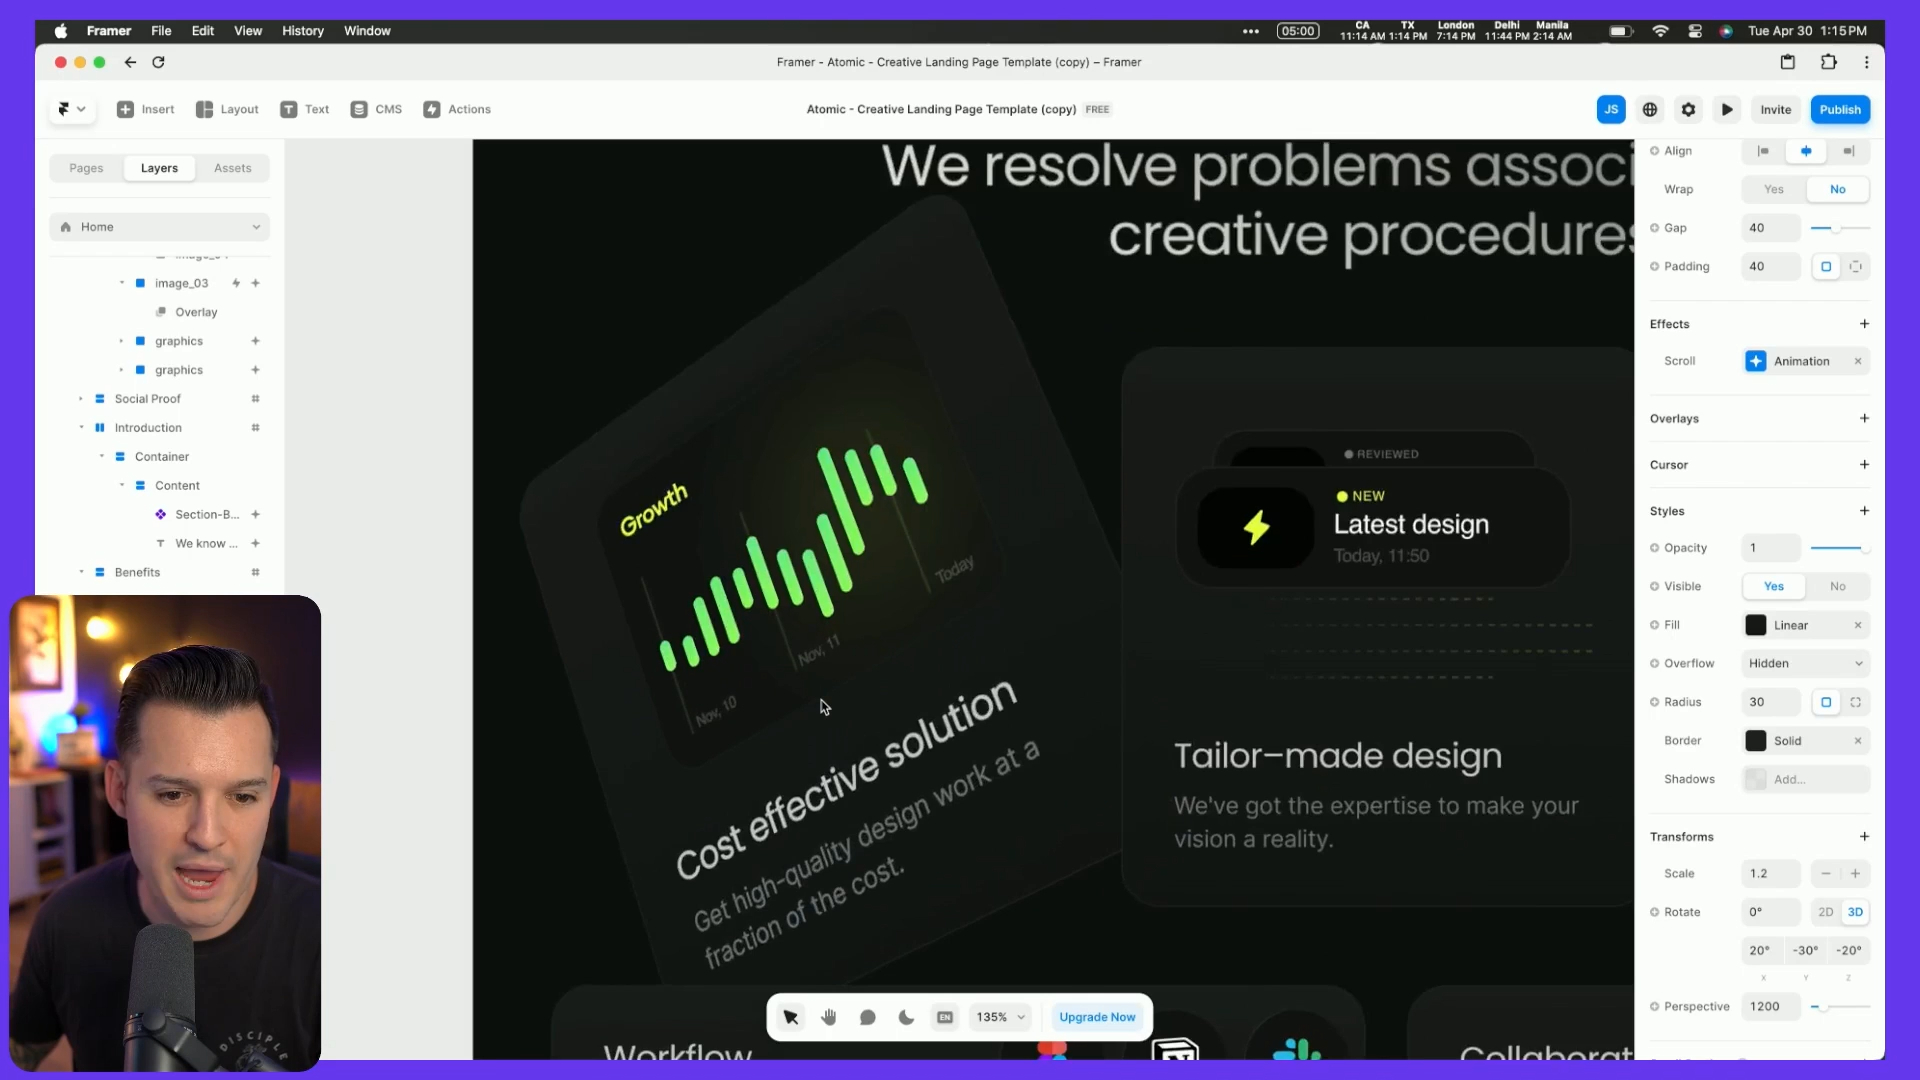 Framer File Edit View History Window
05:00
CA TX London Delhi Manila
11:14 AM 1:14 PM 7:14 PM 11:44 PM 2:14 AM
Tue Apr 30 1:15 PM
Framer - Atomic - Creative Landing Page Template (copy) – Framer
Insert Layout Text CMS Actions
Atomic - Creative Landing Page Template (copy) FREE
JS Invite Publish
Pages Layers Assets
Home
image_03
Overlay
graphics
graphics
Social Proof
Introduction
Container
Content
Section-B...
We know ...
Benefits
We resolve problems associ
creative procedures
Growth
Nov, 10
Nov, 11
Today
Cost effective solution
Get high-quality design work at a
fraction of the cost.
REVIEWED
NEW
Latest design
Today, 11:50
Tailor–made design
We've got the expertise to make your
vision a reality.
Workflow
Collaborat
EN 135% Upgrade Now
Align
Wrap Yes No
Gap 40
Padding 40
Effects
Scroll Animation
Overlays
Cursor
Styles
Opacity 1
Visible Yes No
Fill Linear
Overflow Hidden
Radius 30
Border Solid
Shadows Add...
Transforms
Scale 1.2
Rotate 0° 2D 3D
20° -30° -20°
X Y Z
Perspective 1200
DISCIPLE